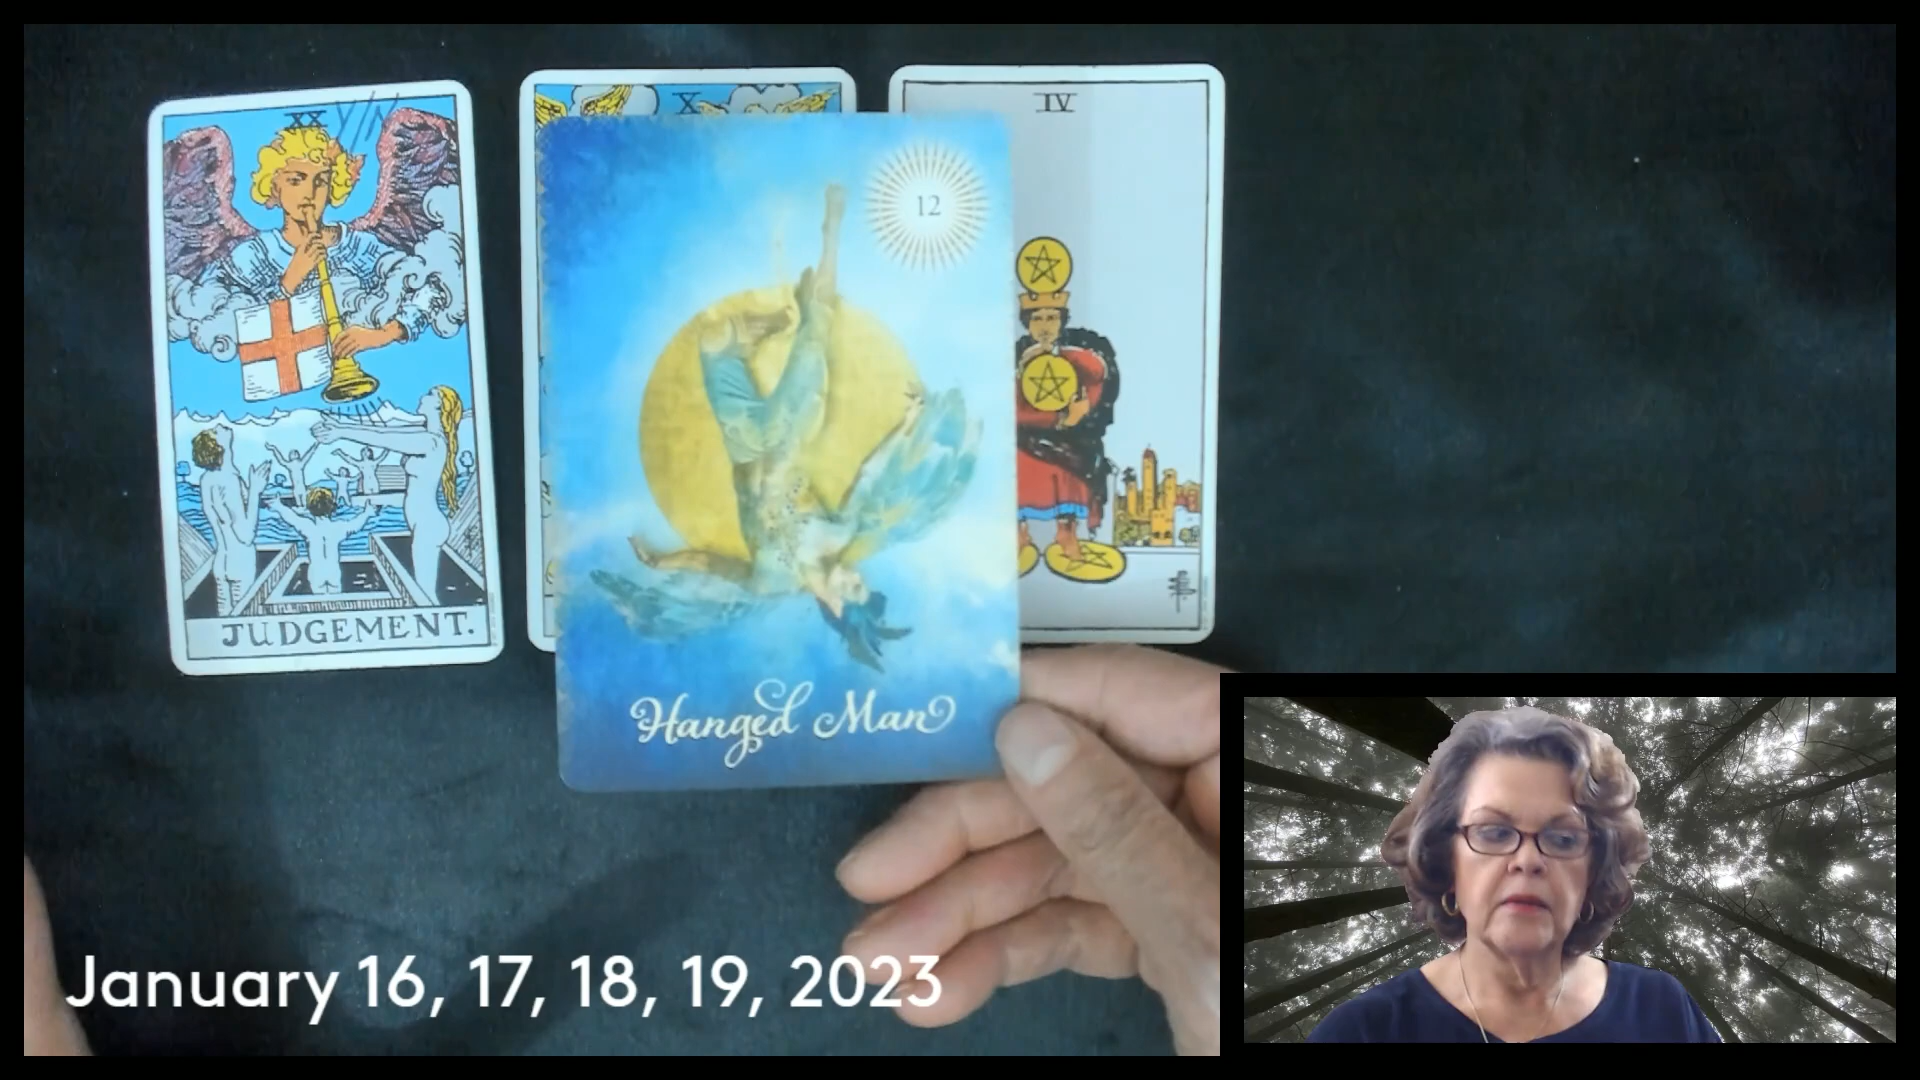 XX Y/N
X
IV
12
JUDGEMENT.
Hanged Man
January 16, 17, 18, 19, 2023